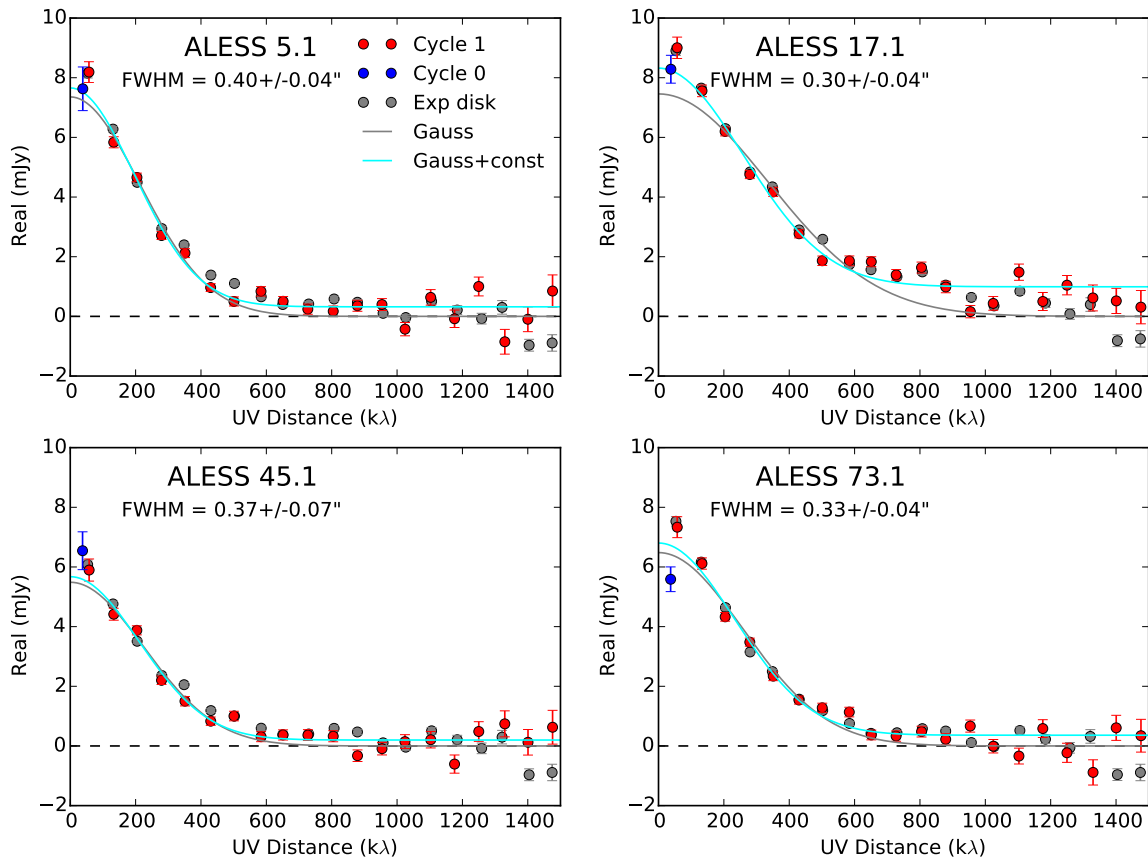 ALESS 5.1
FWHM = 0.40+/-0.04"
Cycle 1
Cycle 0
Exp disk
Gauss
Gauss+const
10
8
6
4
2
0
−2
Real (mJy)
0 200 400 600 800 1000 1200 1400
UV Distance (kλ)
ALESS 17.1
FWHM = 0.30+/-0.04"
10
8
6
4
2
0
−2
Real (mJy)
0 200 400 600 800 1000 1200 1400
UV Distance (kλ)
ALESS 45.1
FWHM = 0.37+/-0.07"
10
8
6
4
2
0
−2
Real (mJy)
0 200 400 600 800 1000 1200 1400
UV Distance (kλ)
ALESS 73.1
FWHM = 0.33+/-0.04"
10
8
6
4
2
0
−2
Real (mJy)
0 200 400 600 800 1000 1200 1400
UV Distance (kλ)